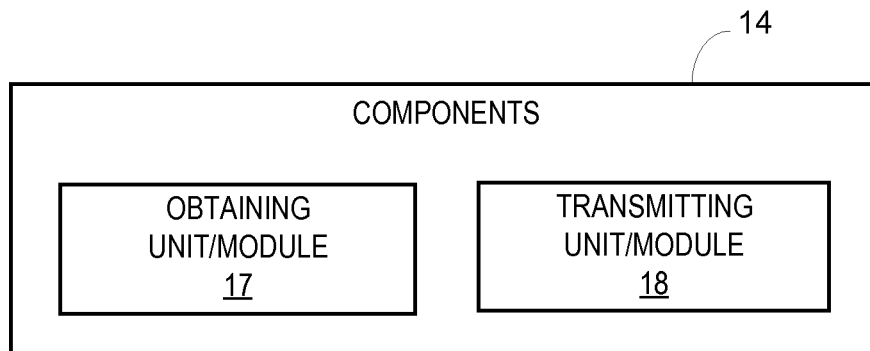 14
COMPONENTS
OBTAINING
UNIT/MODULE
17
TRANSMITTING
UNIT/MODULE
18